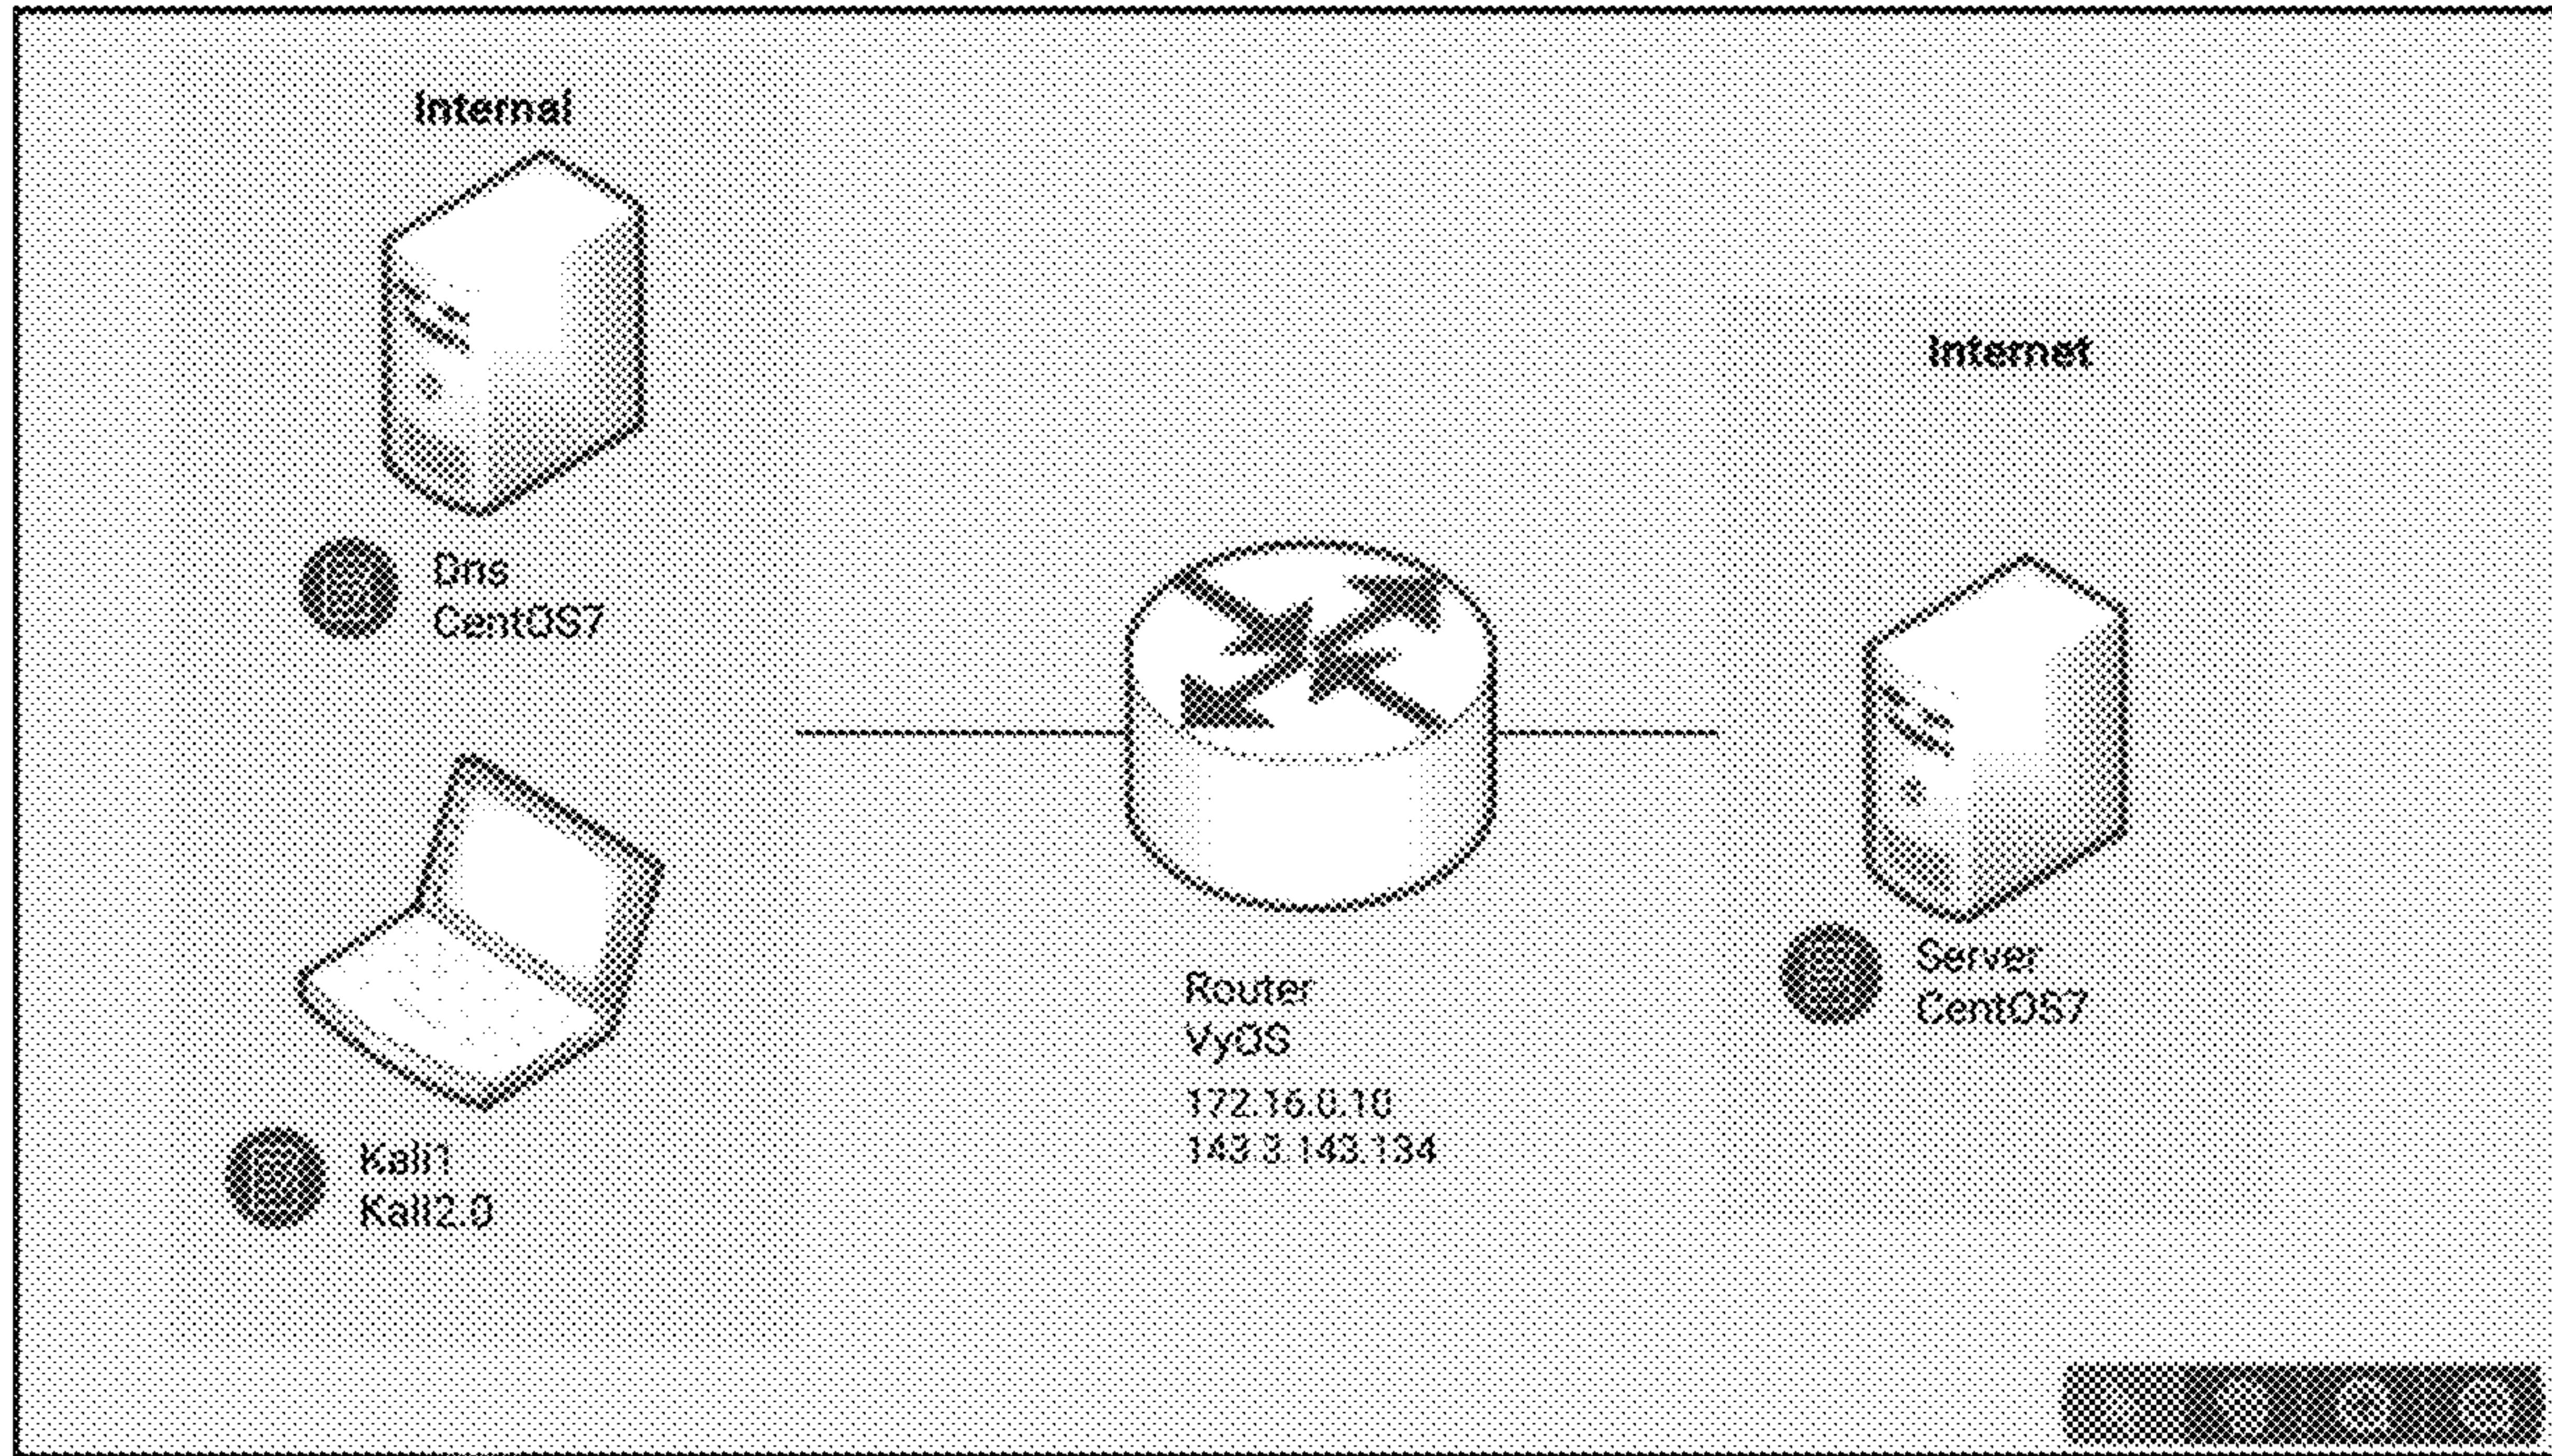 Internal
Dns
CentOS7
Kali1
Kali2.0
Router
VyOS
172.16.0.10
143.3.143.134
Internet
Server
CentOS7